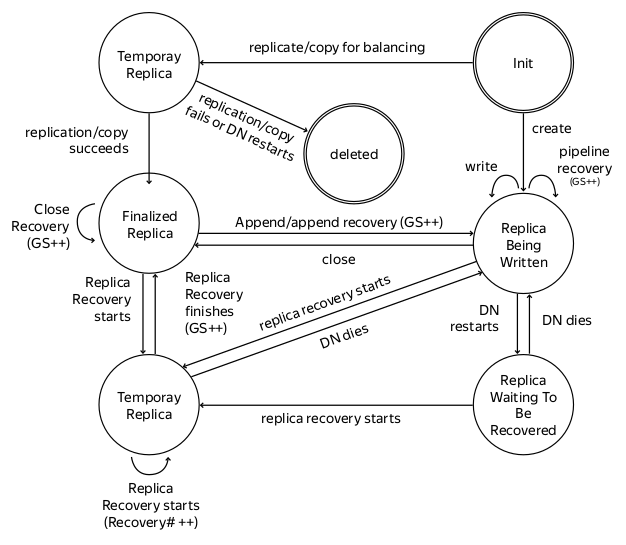 Temporay
Replica
replicate/copy for balancing
Init
replication/copy
fails or DN restarts
deleted
replication/copy
succeeds
create
write
pipeline
recovery
(GS++)
Close
Recovery
(GS++)
Finalized
Replica
Append/append recovery (GS++)
close
Replica
Being
Written
Replica
Recovery
starts
Replica
Recovery
finishes
(GS++)
replica recovery starts
DN dies
DN
restarts
DN dies
Temporay
Replica
replica recovery starts
Replica
Waiting To
Be
Recovered
Replica
Recovery starts
(Recovery# ++)